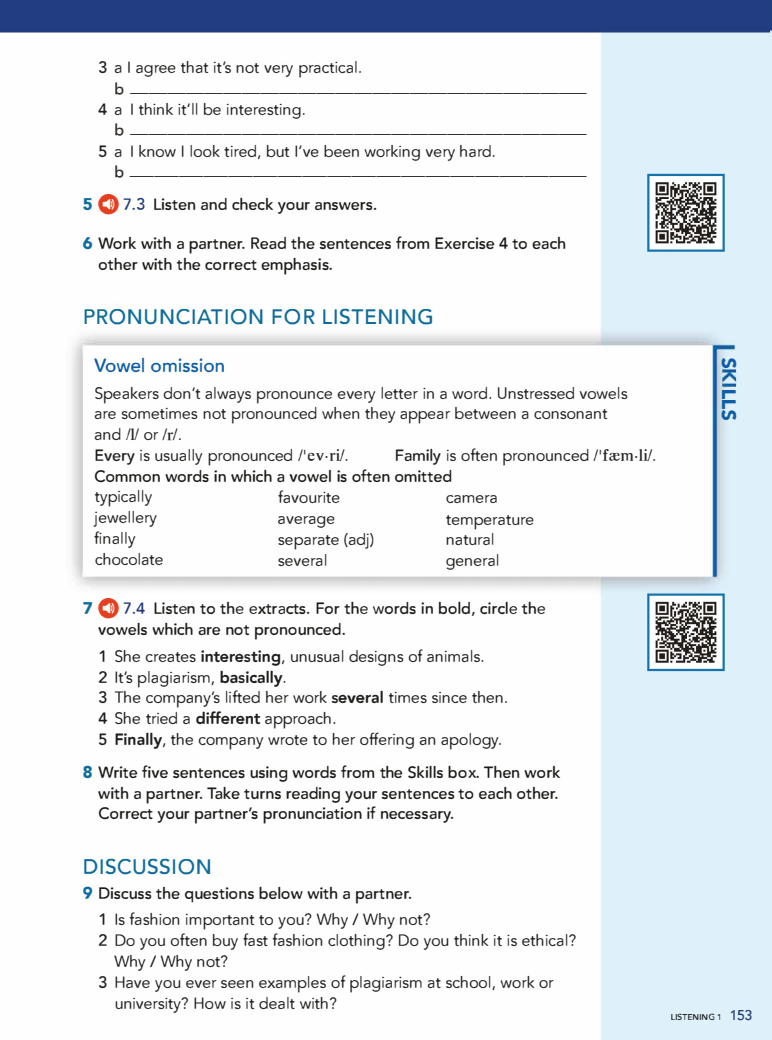 3 a I agree that it's not very practical.
b
4 a I think it'll be interesting.
b
5 a I know I look tired, but I've been working very hard.
b
5 7.3 Listen and check your answers.
6 Work with a partner. Read the sentences from Exercise 4 to each
other with the correct emphasis.
PRONUNCIATION FOR LISTENING
SKILLS
Vowel omission
Speakers don't always pronounce every letter in a word. Unstressed vowels
are sometimes not pronounced when they appear between a consonant
and /l/ or /r/.
Every is usually pronounced /ˈev·ri/. Family is often pronounced /ˈfæm·li/.
Common words in which a vowel is often omitted
typically favourite camera
jewellery average temperature
finally separate (adj) natural
chocolate several general
7 7.4 Listen to the extracts. For the words in bold, circle the
vowels which are not pronounced.
1 She creates interesting, unusual designs of animals.
2 It's plagiarism, basically.
3 The company's lifted her work several times since then.
4 She tried a different approach.
5 Finally, the company wrote to her offering an apology.
8 Write five sentences using words from the Skills box. Then work
with a partner. Take turns reading your sentences to each other.
Correct your partner's pronunciation if necessary.
DISCUSSION
9 Discuss the questions below with a partner.
1 Is fashion important to you? Why / Why not?
2 Do you often buy fast fashion clothing? Do you think it is ethical?
Why / Why not?
3 Have you ever seen examples of plagiarism at school, work or
university? How is it dealt with?
LISTENING 1 153